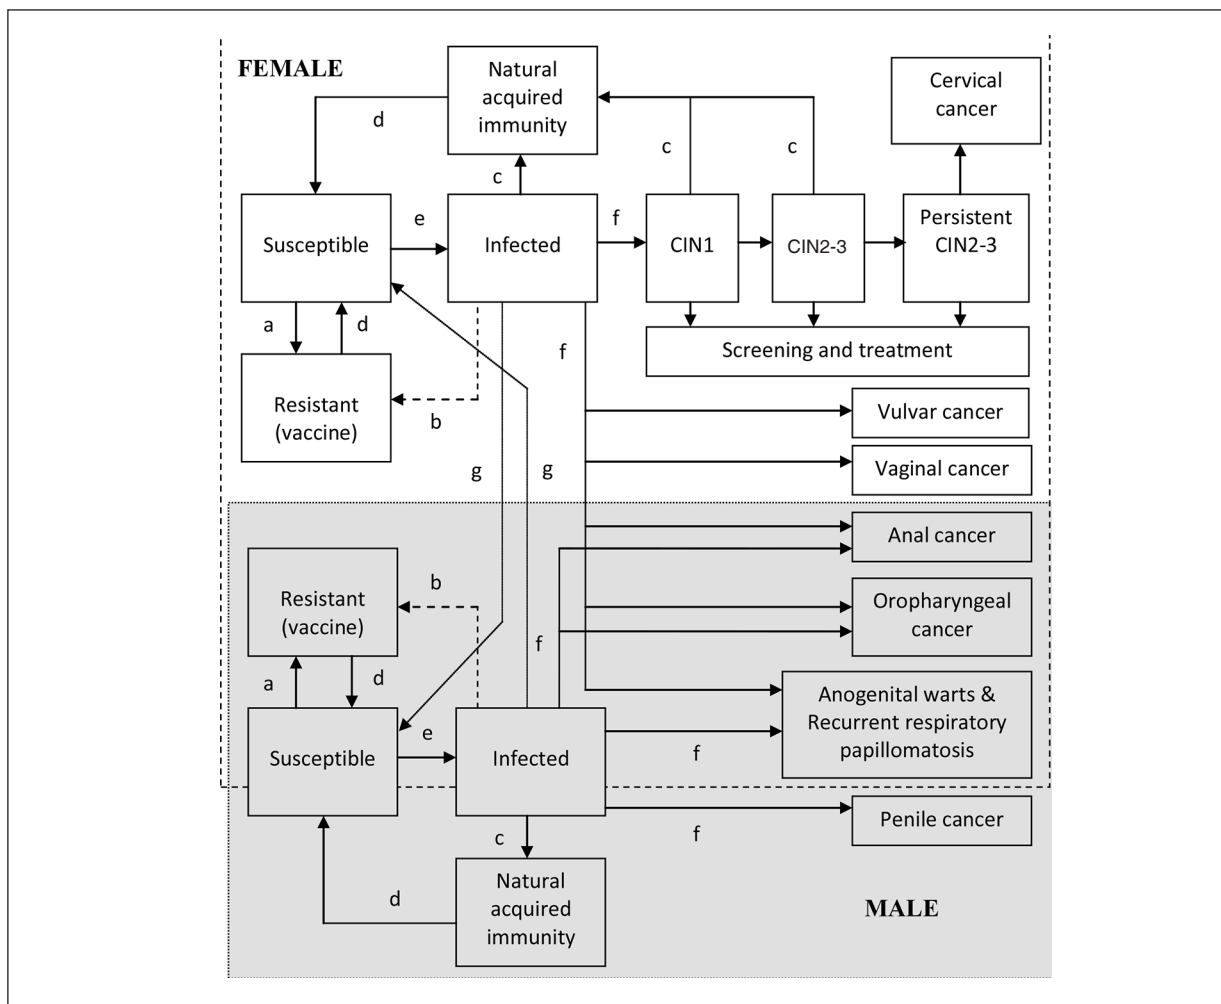 FEMALE
Natural
acquired
immunity
Cervical
cancer
d
c
c
c
Susceptible
e
Infected
f
CIN1
CIN2-3
Persistent
CIN2-3
a
d
f
Screening and treatment
Resistant
(vaccine)
b
Vulvar cancer
g
g
Vaginal cancer
Anal cancer
Resistant
(vaccine)
b
Oropharyngeal
cancer
f
a
d
Anogenital warts &
Recurrent respiratory
papillomatosis
Susceptible
e
Infected
f
Penile cancer
c
f
Natural
acquired
immunity
d
MALE